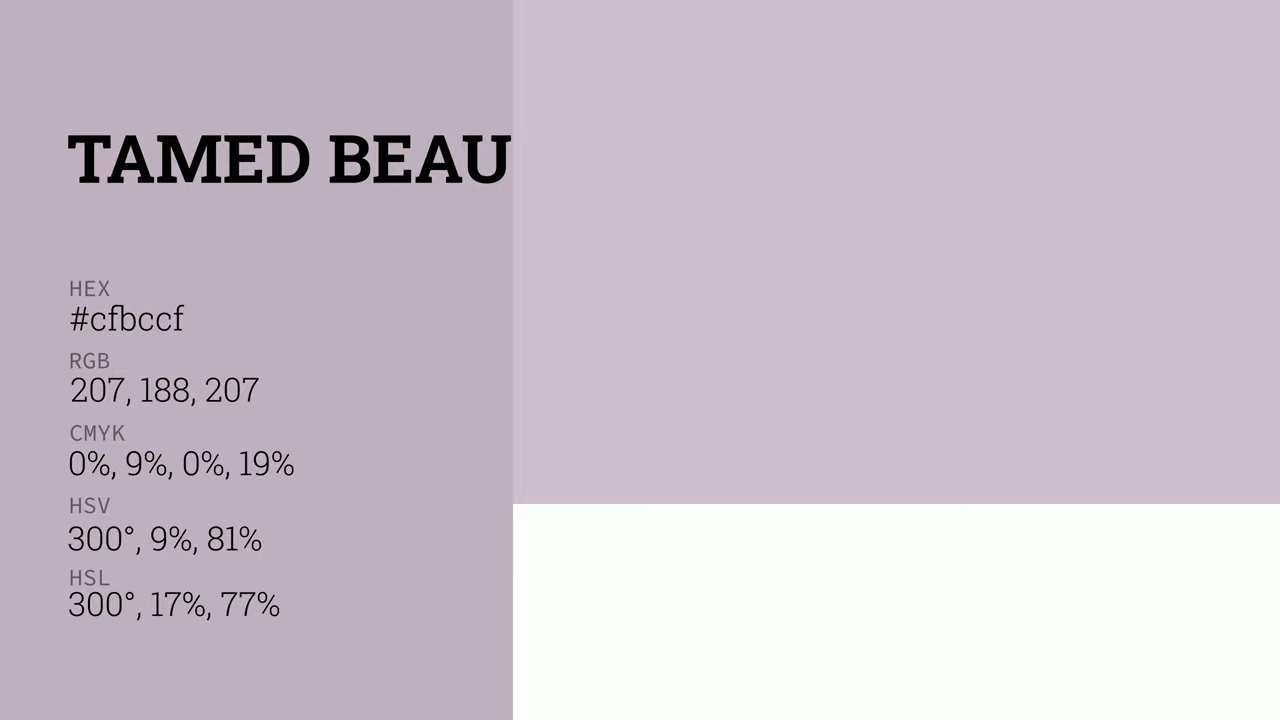 TAMED BEAU
HEX
#cfbccf
RGB
207, 188, 207
CMYK
0%, 9%, 0%, 19%
HSV
300°, 9%, 81%
HSL
300°, 17%, 77%